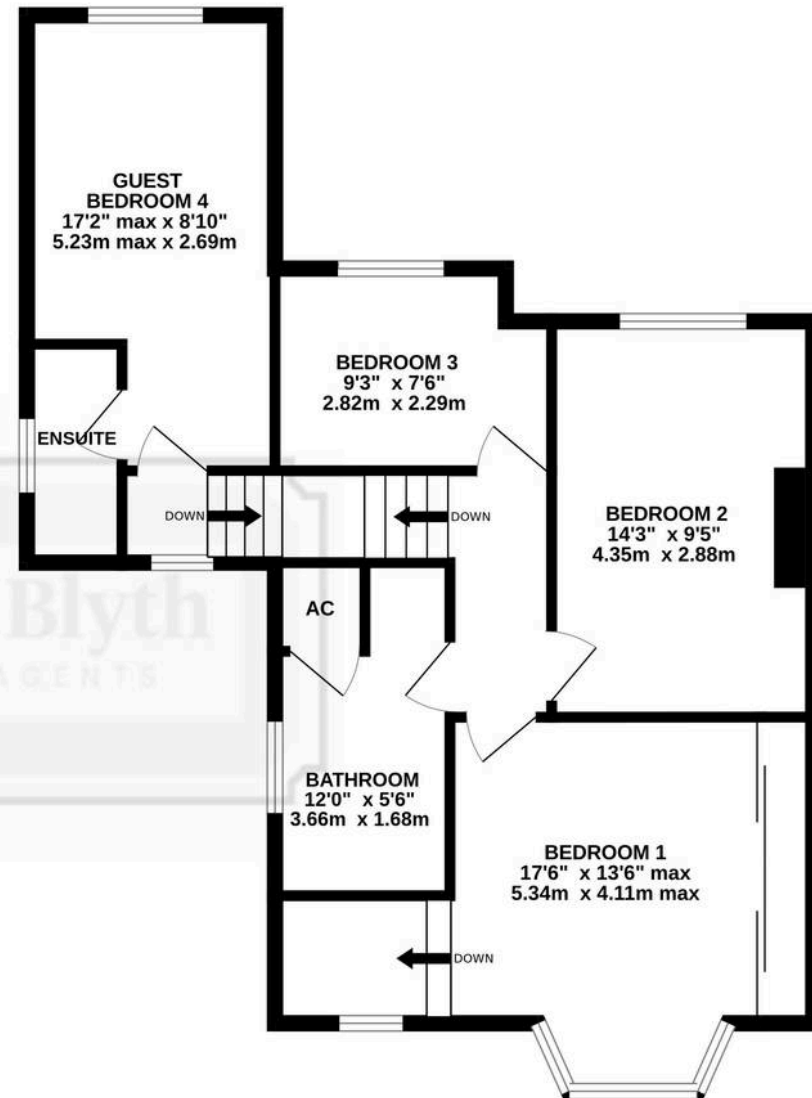 GUEST
BEDROOM 4
17'2" max x 8'10"
5.23m max x 2.69m
BEDROOM 3
9'3" x 7'6"
2.82m x 2.29m
ENSUITE
DOWN
DOWN
BEDROOM 2
14'3" x 9'5"
4.35m x 2.88m
AC
Blyth
AGENTS
BATHROOM
12'0" x 5'6"
3.66m x 1.68m
BEDROOM 1
17'6" x 13'6" max
5.34m x 4.11m max
DOWN